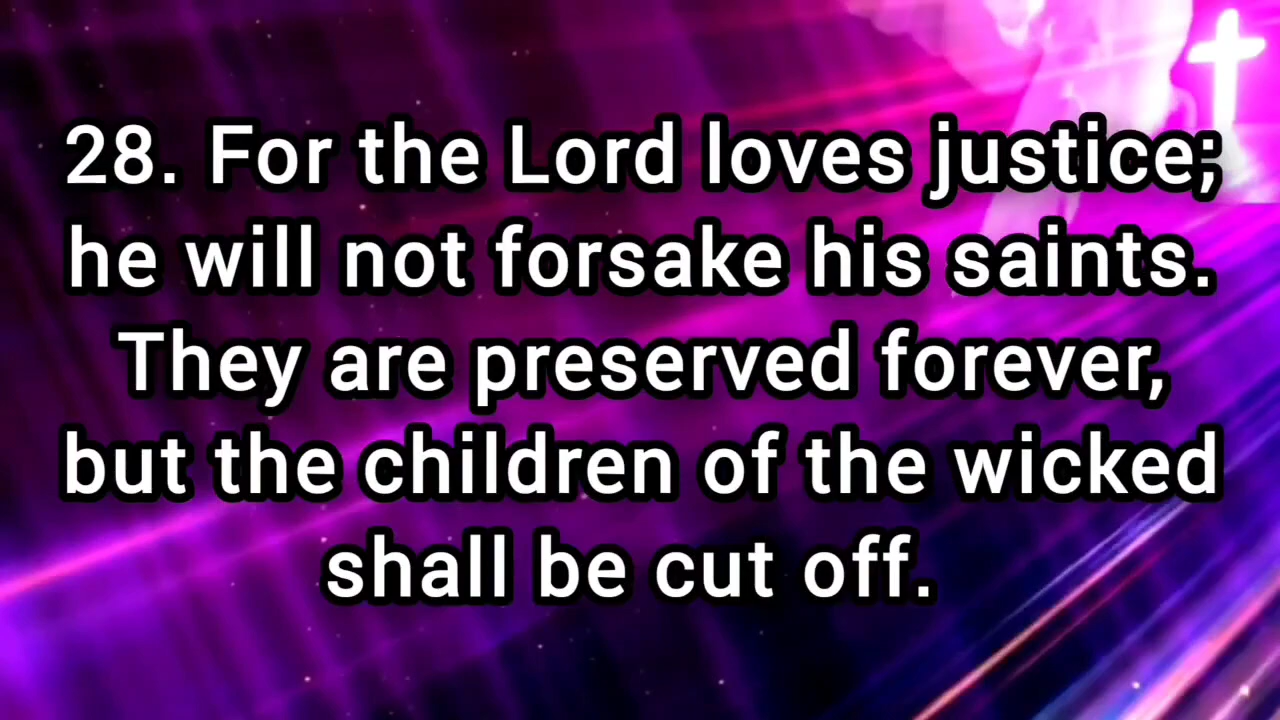 28. For the Lord loves justice;
he will not forsake his saints.
They are preserved forever,
but the children of the wicked
shall be cut off.